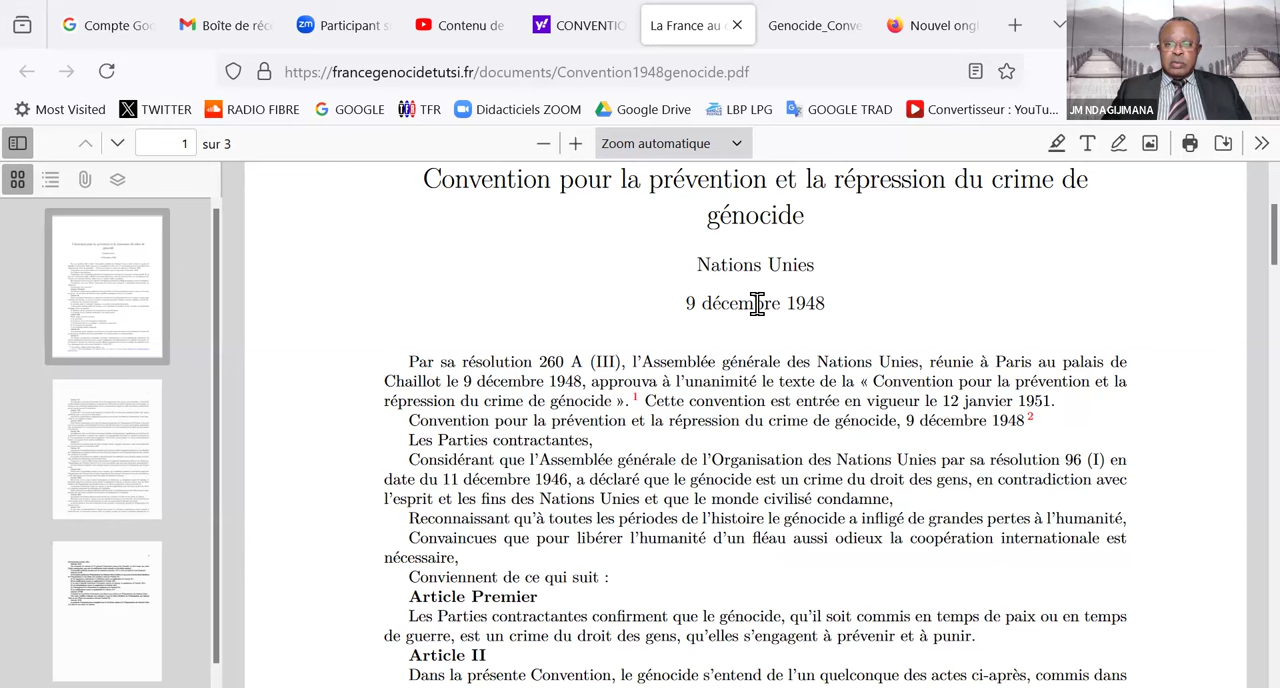 Compte Goo
Boîte de réce
Participant s
Contenu de
CONVENTIO
La France au c
Genocide_Conve
Nouvel ong
https://francegenocidetutsi.fr/documents/Convention1948genocide.pdf
Most Visited
TWITTER
RADIO FIBRE
GOOGLE
TFR
Didacticiels ZOOM
Google Drive
LBP LPG
GOOGLE TRAD
Convertisseur : YouTu...
JM NDAGIJIMANA
1 sur 3
Zoom automatique
Convention pour la prévention et la répression du crime de
génocide
Nations Unies
9 décembre 1948
Par sa résolution 260 A (III), l'Assemblée générale des Nations Unies, réunie à Paris au palais de
Chaillot le 9 décembre 1948, approuva à l'unanimité le texte de la « Convention pour la prévention et la
répression du crime de génocide ». 1 Cette convention est entrée en vigueur le 12 janvier 1951.
Convention pour la prévention et la répression du crime de génocide, 9 décembre 1948 2
Les Parties contractantes,
Considérant que l'Assemblée générale de l'Organisation des Nations Unies par sa résolution 96 (I) en
date du 11 décembre 1946, a déclaré que le génocide est un crime du droit des gens, en contradiction avec
l'esprit et les fins des Nations Unies et que le monde civilisé condamne,
Reconnaissant qu'à toutes les périodes de l'histoire le génocide a infligé de grandes pertes à l'humanité,
Convaincues que pour libérer l'humanité d'un fléau aussi odieux la coopération internationale est
nécessaire,
Conviennent de ce qui suit :
Article Premier
Les Parties contractantes confirment que le génocide, qu'il soit commis en temps de paix ou en temps
de guerre, est un crime du droit des gens, qu'elles s'engagent à prévenir et à punir.
Article II
Dans la présente Convention, le génocide s'entend de l'un quelconque des actes ci-après, commis dans